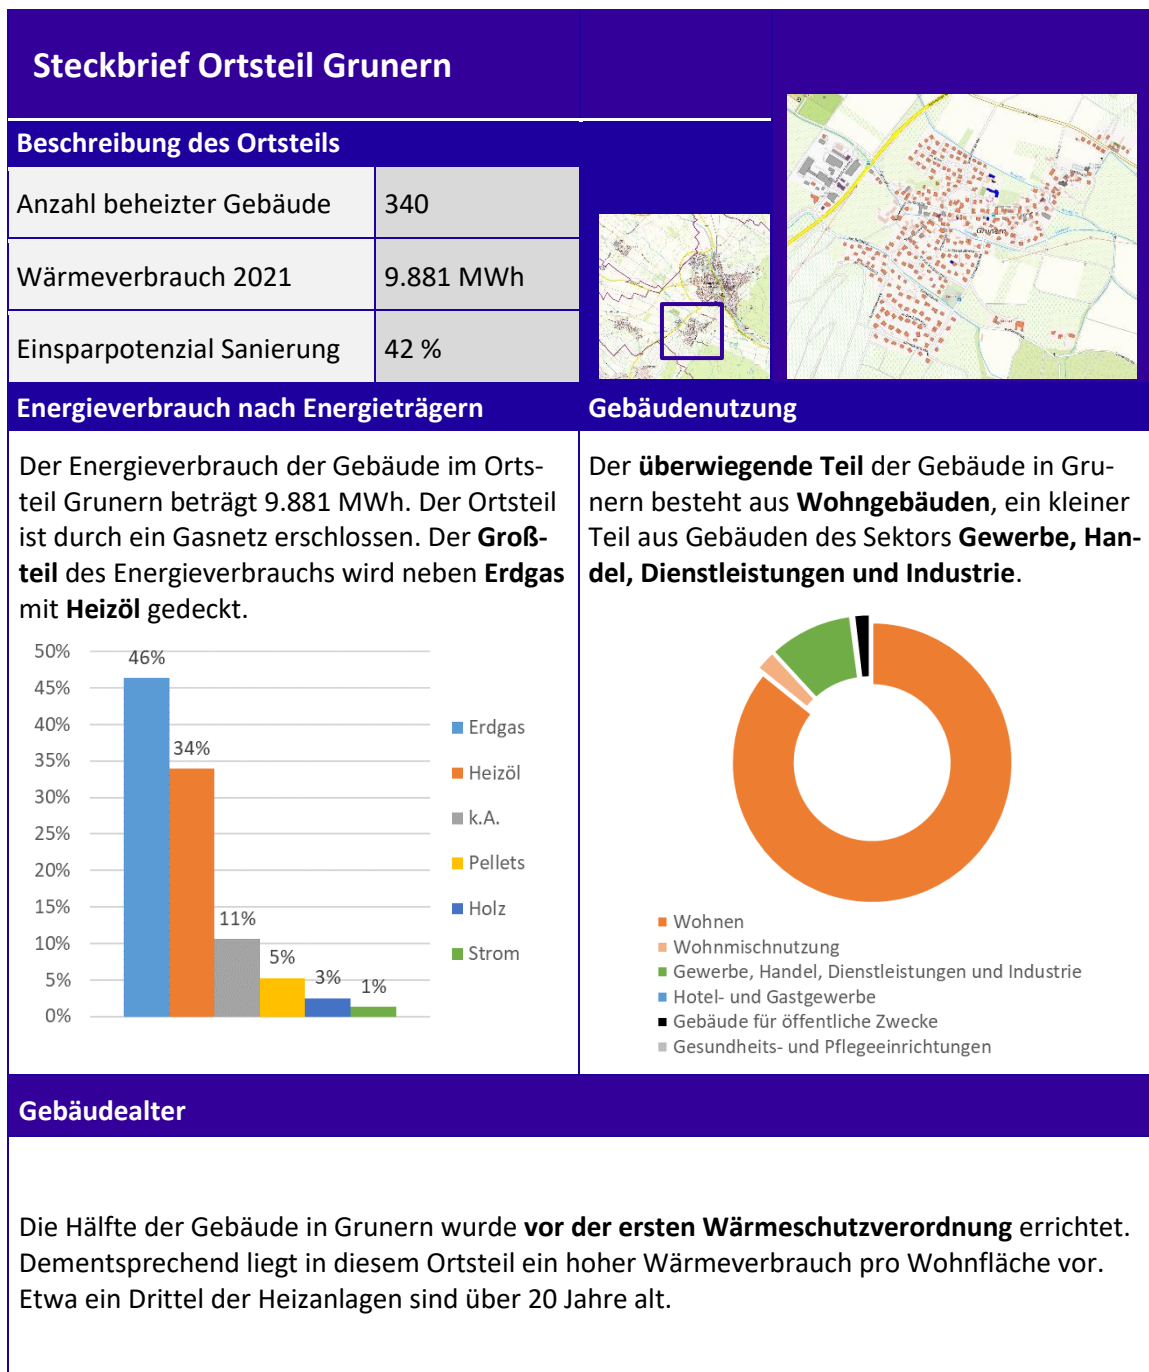 Steckbrief Ortsteil Grunern
Beschreibung des Ortsteils
Anzahl beheizter Gebäude 340
Wärmeverbrauch 2021 9.881 MWh
Einsparpotenzial Sanierung 42 %
Grunern
Energieverbrauch nach Energieträgern
Der Energieverbrauch der Gebäude im Orts-
teil Grunern beträgt 9.881 MWh. Der Ortsteil
ist durch ein Gasnetz erschlossen. Der Groß-
teil des Energieverbrauchs wird neben Erdgas
mit Heizöl gedeckt.
50%
45%
40%
35%
30%
25%
20%
15%
10%
5%
0%
46%
34%
11%
5%
3%
1%
Erdgas
Heizöl
k.A.
Pellets
Holz
Strom
Gebäudenutzung
Der überwiegende Teil der Gebäude in Gru-
nern besteht aus Wohngebäuden, ein kleiner
Teil aus Gebäuden des Sektors Gewerbe, Han-
del, Dienstleistungen und Industrie.
Wohnen
Wohnmischnutzung
Gewerbe, Handel, Dienstleistungen und Industrie
Hotel- und Gastgewerbe
Gebäude für öffentliche Zwecke
Gesundheits- und Pflegeeinrichtungen
Gebäudealter
Die Hälfte der Gebäude in Grunern wurde vor der ersten Wärmeschutzverordnung errichtet.
Dementsprechend liegt in diesem Ortsteil ein hoher Wärmeverbrauch pro Wohnfläche vor.
Etwa ein Drittel der Heizanlagen sind über 20 Jahre alt.